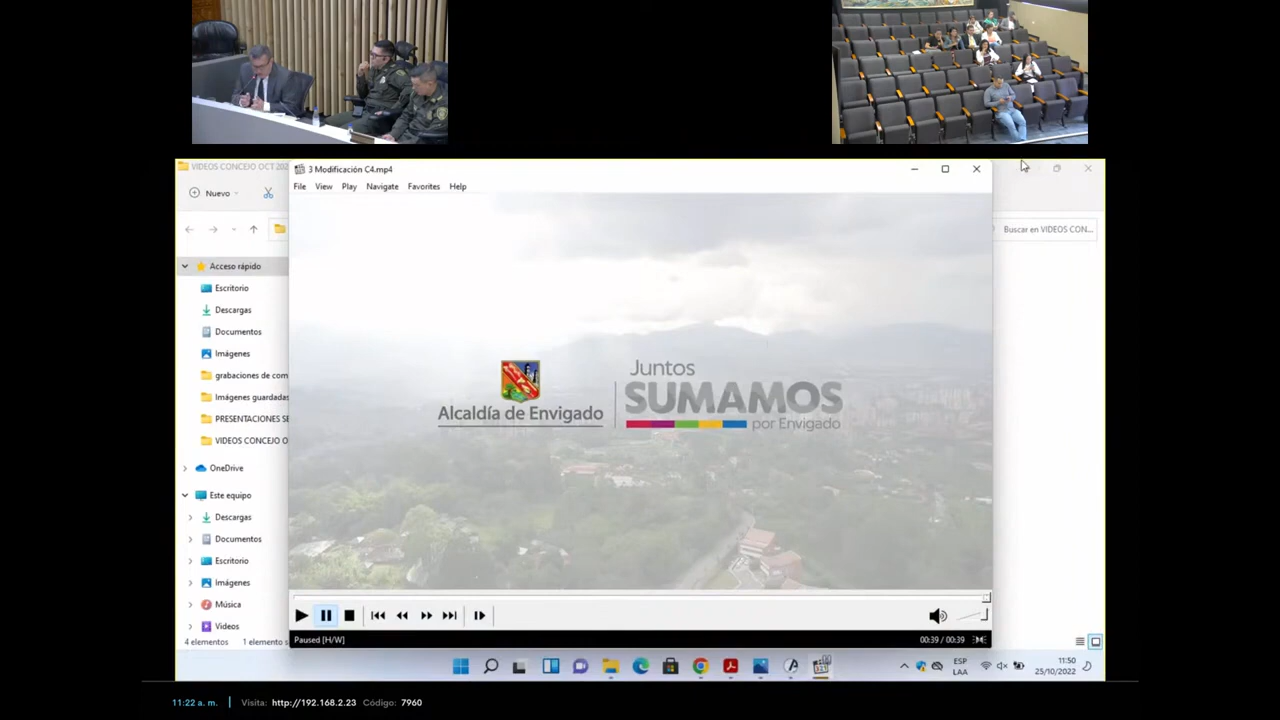 VIDEOS CONCEJO OCT 202
3 Modificación C4.mp4
File View Play Navigate Favorites Help
Nuevo
Buscar en VIDEOS CON...
Acceso rápido
Escritorio
Descargas
Documentos
Imágenes
grabaciones de com
Imágenes guardadas
PRESENTACIONES SE
VIDEOS CONCEJO O
OneDrive
Este equipo
Descargas
Documentos
Escritorio
Imágenes
Música
Videos
Alcaldía de Envigado
Juntos
SUMAMOS
por Envigado
4 elementos 1 elemento s
Paused [H/W]
00:39 / 00:39
ESP
LAA
11:50
25/10/2022
11:22 a. m. Visita: http://192.168.2.23 Código: 7960